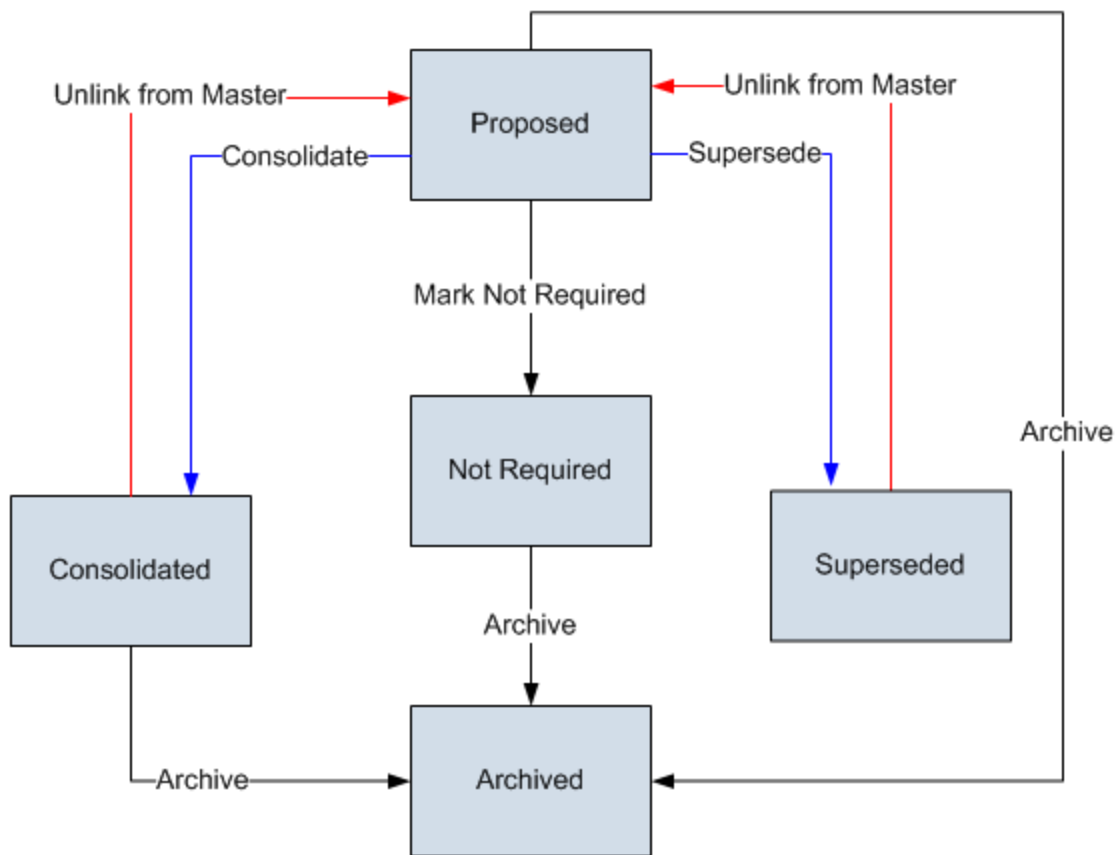 Unlink from Master
Unlink from Master
Proposed
Consolidate
Supersede
Mark Not Required
Archive
Not Required
Consolidated
Superseded
Archive
Archive
Archived